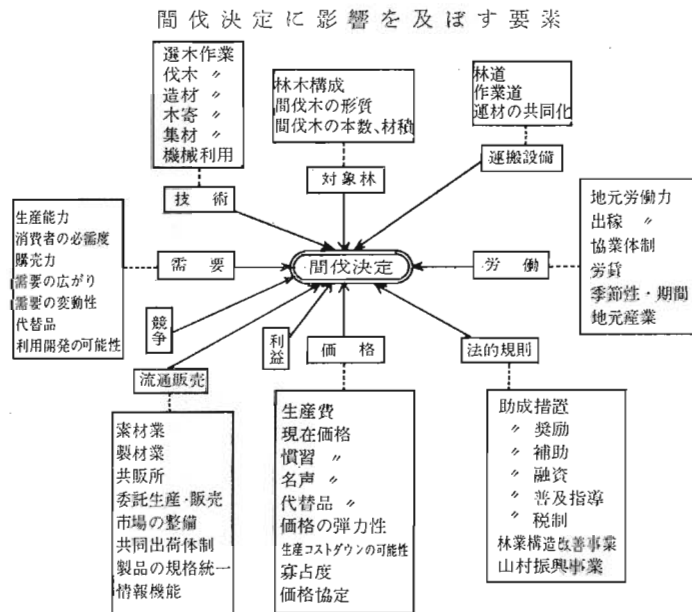 間伐決定に影響を及ぼす要素
選木作業
伐木 〃
造材 〃
木寄 〃
集材 〃
機械利用
技術
林木構成
間伐木の形質
間伐木の本数、材積
対象林
林道
作業道
運材の共同化
運搬設備
生産能力
消費者の必需度
購売力
需要の広がり
需要の変動性
代替品
利用開発の可能性
需要
間伐決定
労働
地元労働力
出稼 〃
協業体制
労賃
季節性・期間
地元産業
競争
利益
価格
法的規則
流通販売
素材業
製材業
共販所
委託生産・販売
市場の整備
共同出荷体制
製品の規格統一
情報機能
生産費
現在価格
慣習 〃
名声 〃
代替品 〃
価格の弾力性
生産コストダウンの可能性
寡占度
価格協定
助成措置
〃 奨励
〃 補助
〃 融資
〃 普及指導
〃 税制
林業構造改善事業
山村振興事業